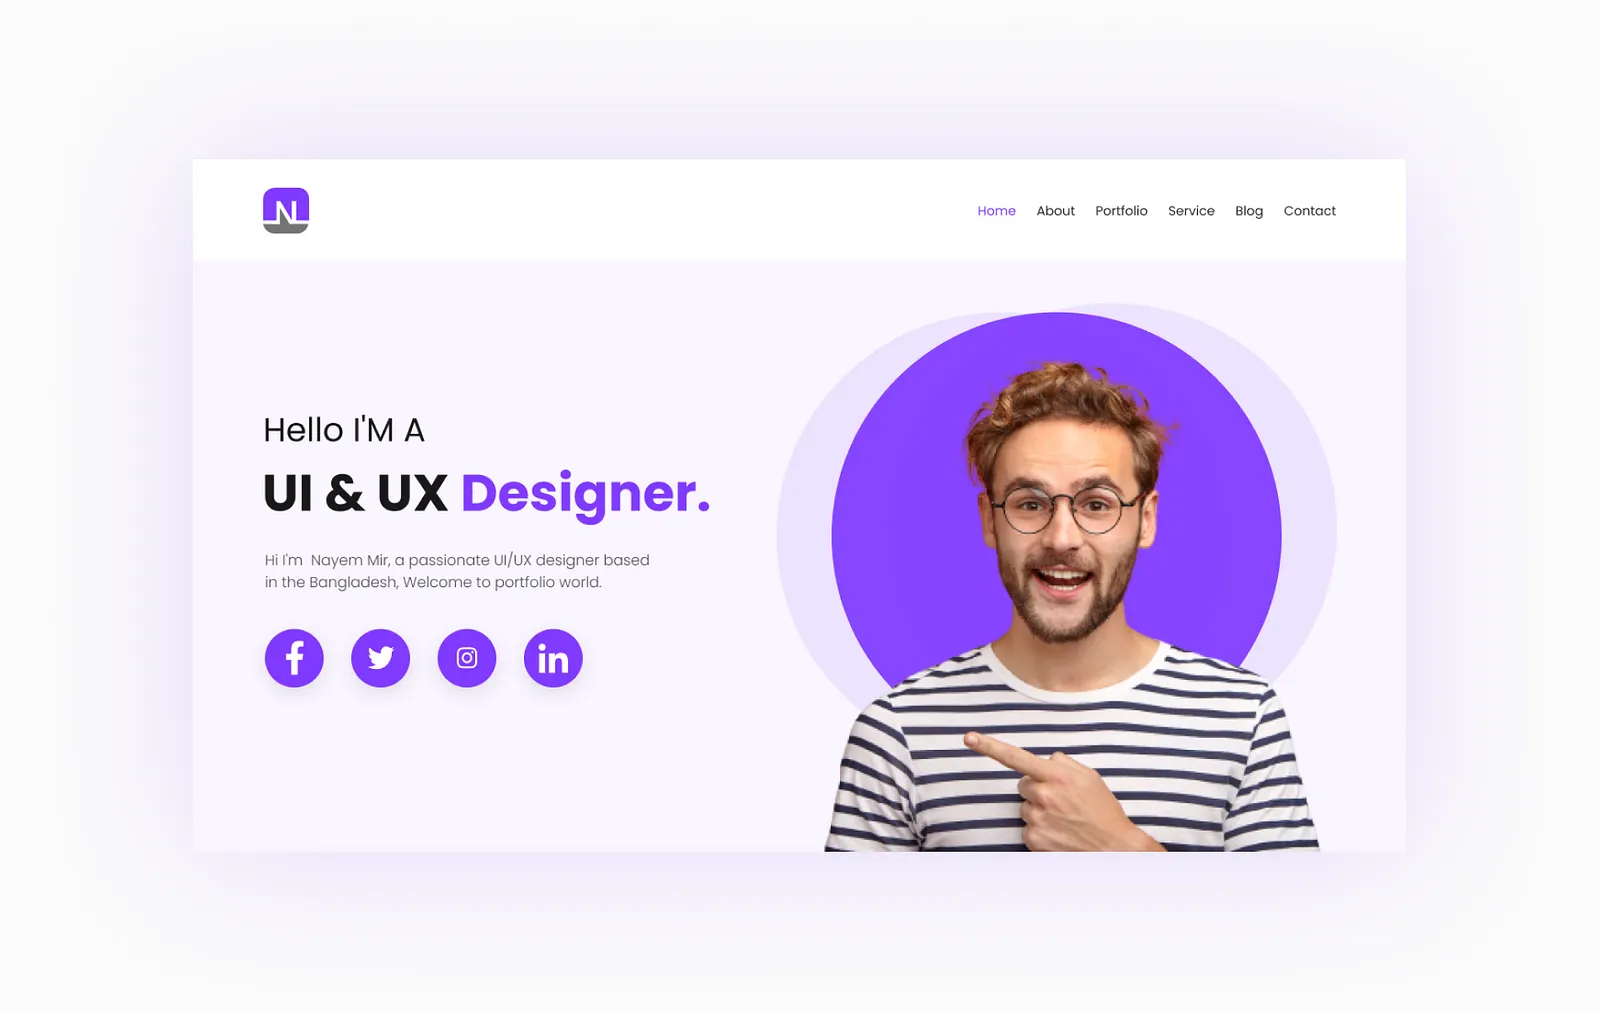 N
Home About Portfolio Service Blog Contact
Hello I'M A
UI & UX Designer.
Hi I'm  Nayem Mir, a passionate UI/UX designer based
in the Bangladesh, Welcome to portfolio world.
f in